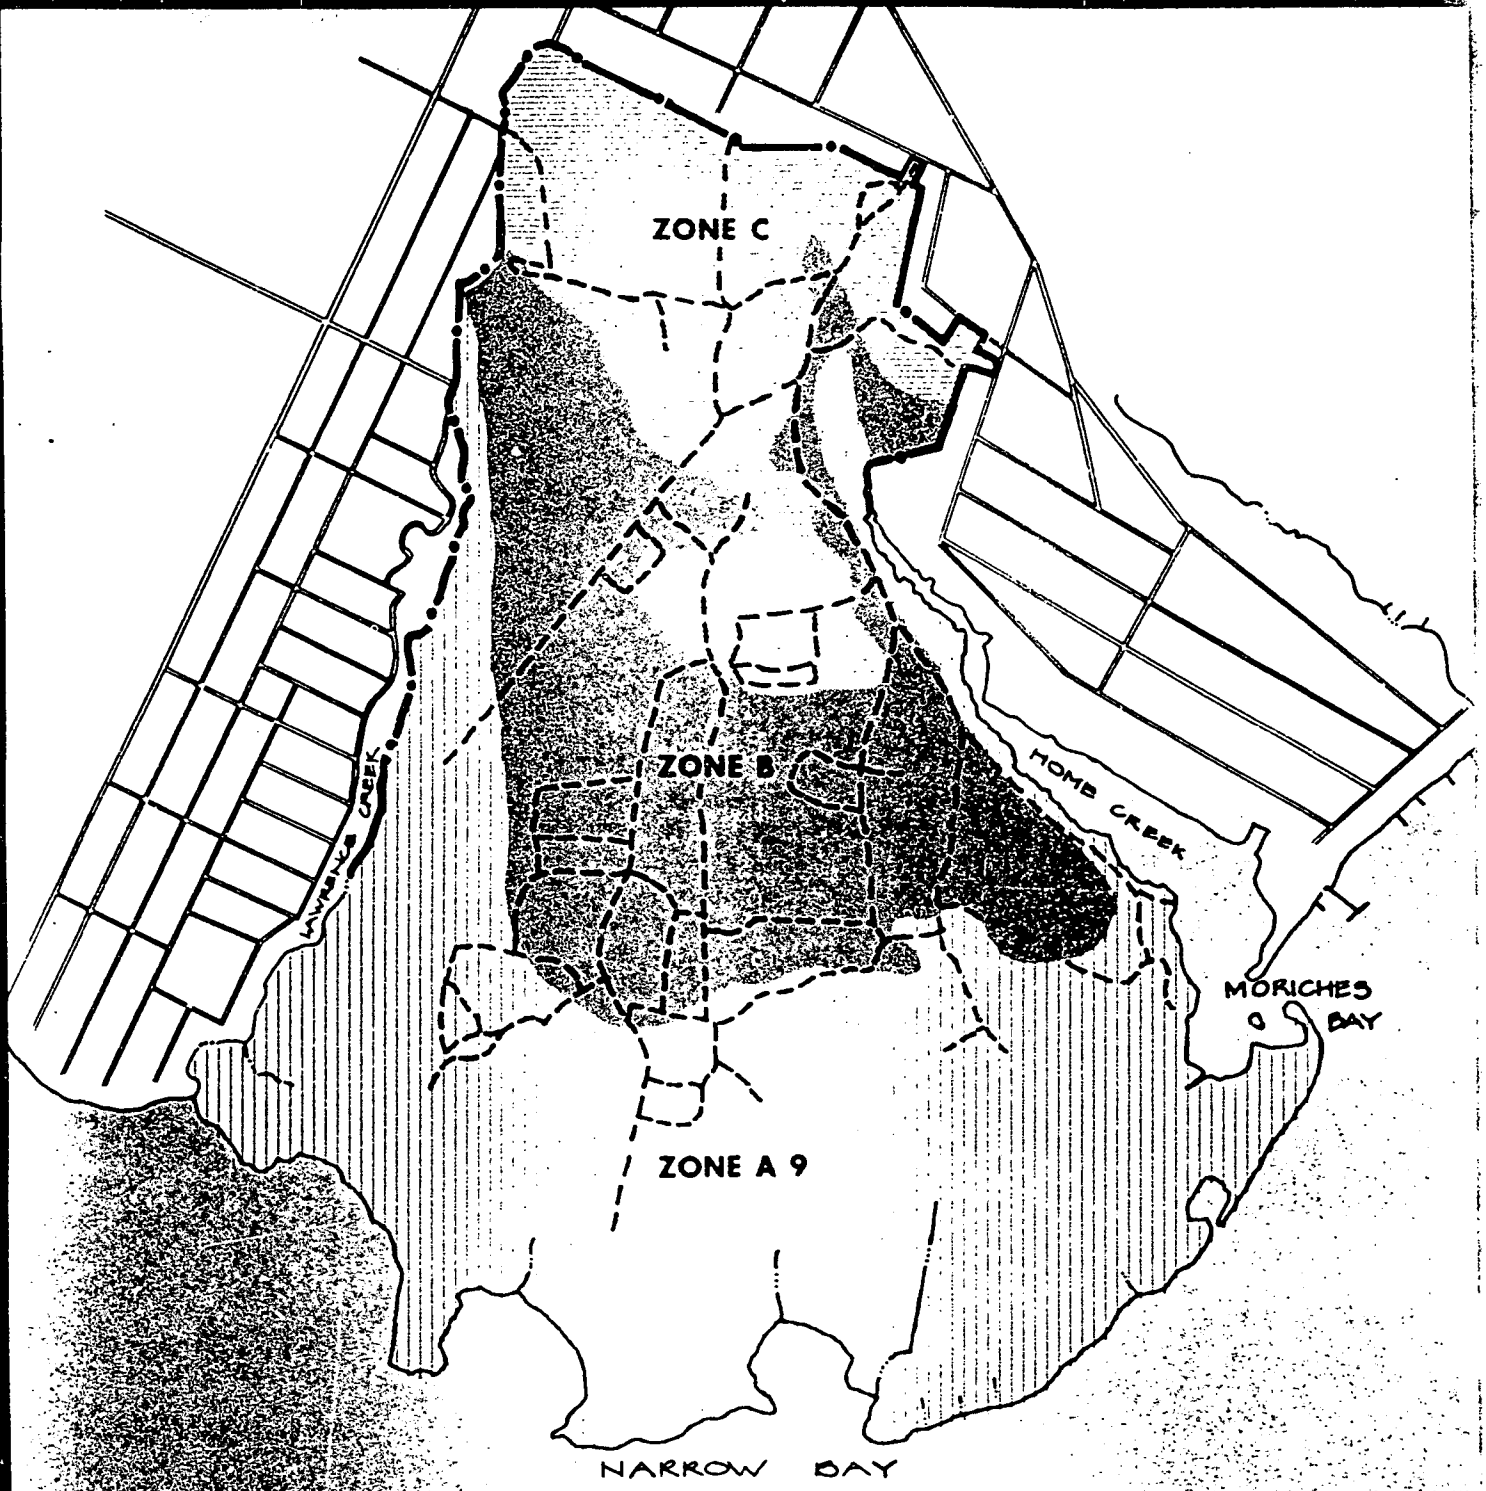 ZONE C
ZONE B
HOME CREEK
LAWRENCE CREEK
MORICHES
BAY
ZONE A 9
NARROW BAY